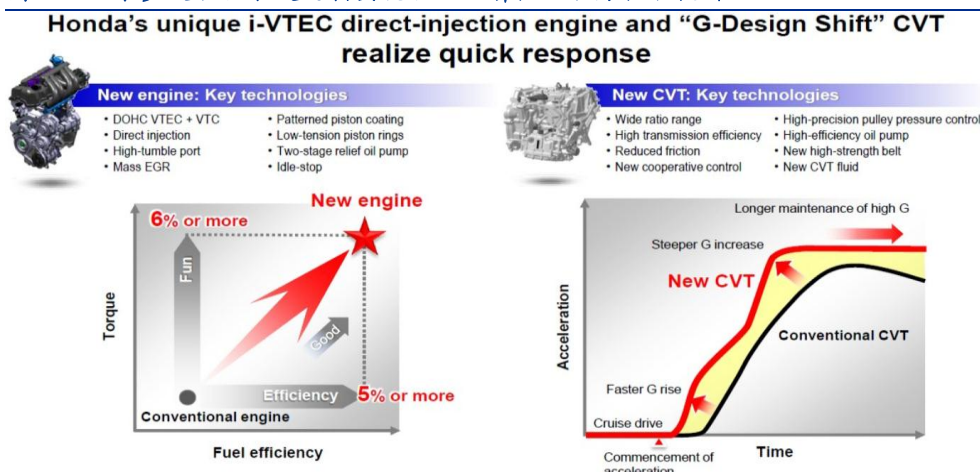 Honda's unique i-VTEC direct-injection engine and "G-Design Shift" CVT
realize quick response
New engine: Key technologies
• DOHC VTEC + VTC
• Direct injection
• High-tumble port
• Mass EGR
• Patterned piston coating
• Low-tension piston rings
• Two-stage relief oil pump
• Idle-stop
New CVT: Key technologies
• Wide ratio range
• High transmission efficiency
• Reduced friction
• New cooperative control
• High-precision pulley pressure control
• High-efficiency oil pump
• New high-strength belt
• New CVT fluid
New engine
6% or more
Fun
Good
Torque
Efficiency
5% or more
Conventional engine
Fuel efficiency
Longer maintenance of high G
Steeper G increase
New CVT
Conventional CVT
Acceleration
Faster G rise
Cruise drive
Commencement of
acceleration
Time